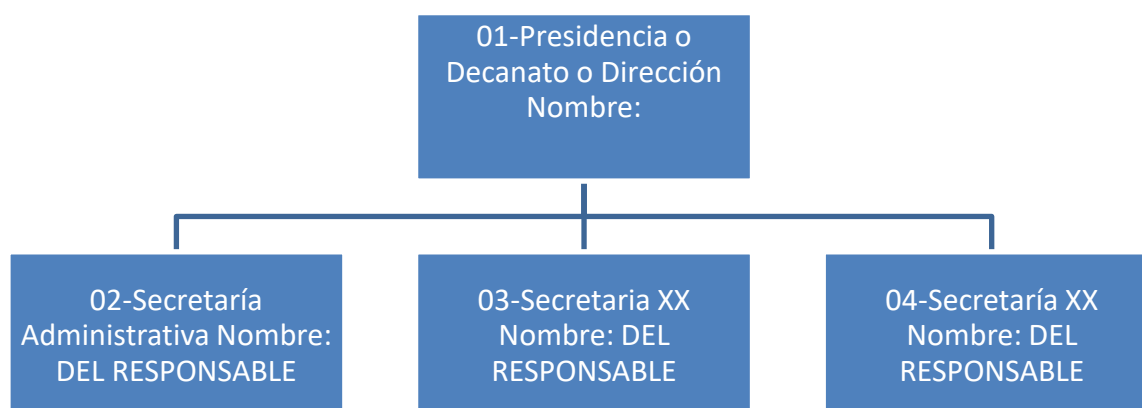 01-Presidencia o
Decanato o Dirección
Nombre:
02-Secretaría
Administrativa Nombre:
DEL RESPONSABLE
03-Secretaria XX
Nombre: DEL
RESPONSABLE
04-Secretaría XX
Nombre: DEL
RESPONSABLE